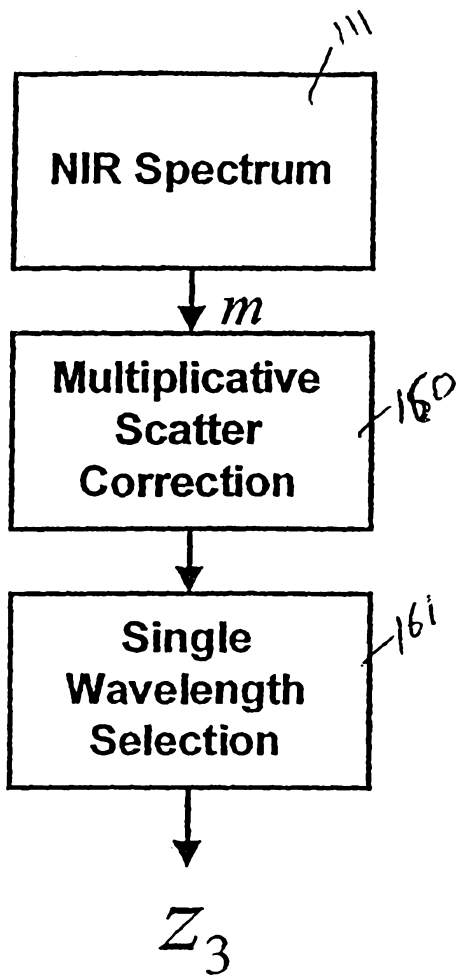 111
NIR Spectrum
m
Multiplicative
Scatter
Correction
160
Single
Wavelength
Selection
161
z3